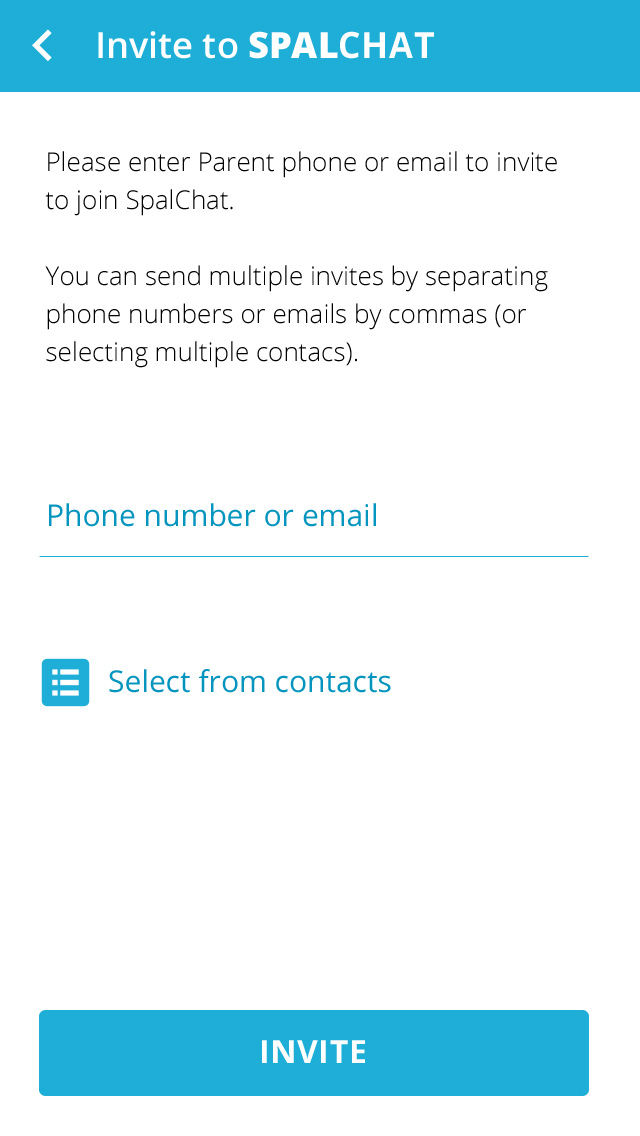 Invite to SPALCHAT
Please enter Parent phone or email to invite
to join SpalChat.
You can send multiple invites by separating
phone numbers or emails by commas (or
selecting multiple contacs).
Phone number or email
Select from contacts
INVITE